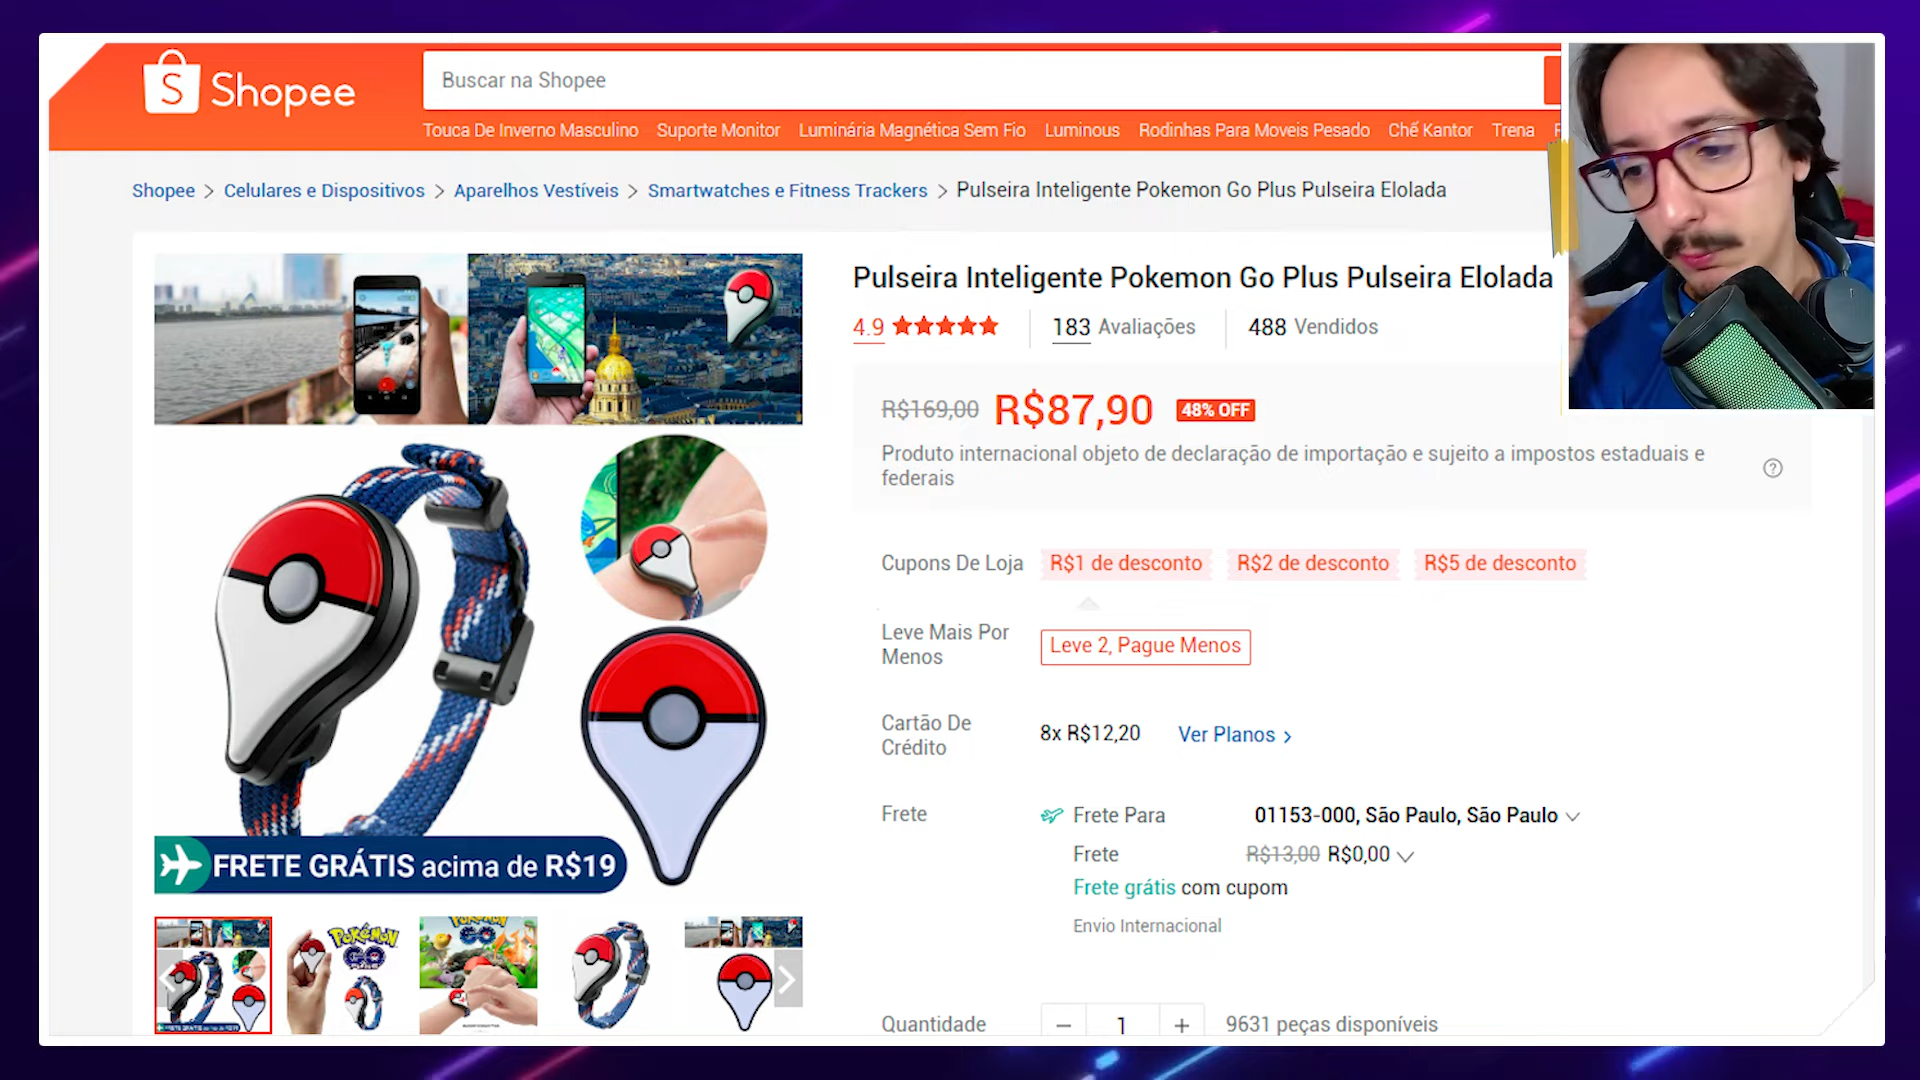 Shopee
Buscar na Shopee
Touca De Inverno Masculino Suporte Monitor Luminária Magnética Sem Fio Luminous Rodinhas Para Moveis Pesado Ché Kantor Trena
Shopee > Celulares e Dispositivos > Aparelhos Vestíveis > Smartwatches e Fitness Trackers > Pulseira Inteligente Pokemon Go Plus Pulseira Elolada
Pulseira Inteligente Pokemon Go Plus Pulseira Elolada
4.9 183 Avaliações 488 Vendidos
R$169,00 R$87,90 48% OFF
Produto internacional objeto de declaração de importação e sujeito a impostos estaduais e
federais
Cupons De Loja R$1 de desconto R$2 de desconto R$5 de desconto
Leve Mais Por
Menos
Leve 2, Pague Menos
Cartão De
Crédito
8x R$12,20 Ver Planos >
Frete Frete Para 01153-000, São Paulo, São Paulo
Frete R$13,00 R$0,00
Frete grátis com cupom
Envio Internacional
Quantidade − 1 + 9631 peças disponíveis
FRETE GRÁTIS acima de R$19
POKÉMON
GO
POKÉMON
GO